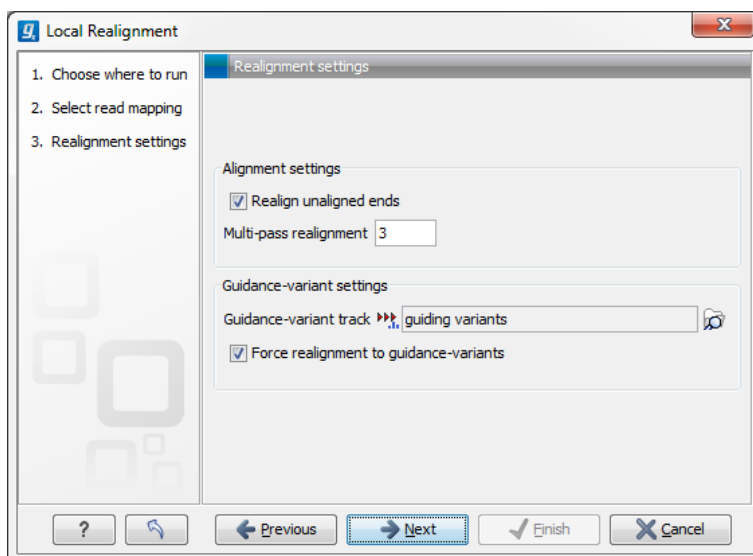 Local Realignment
1. Choose where to run
2. Select read mapping
3. Realignment settings
Realignment settings
Alignment settings
Realign unaligned ends
Multi-pass realignment 3
Guidance-variant settings
Guidance-variant track guiding variants
Force realignment to guidance-variants
? Previous Next Finish Cancel